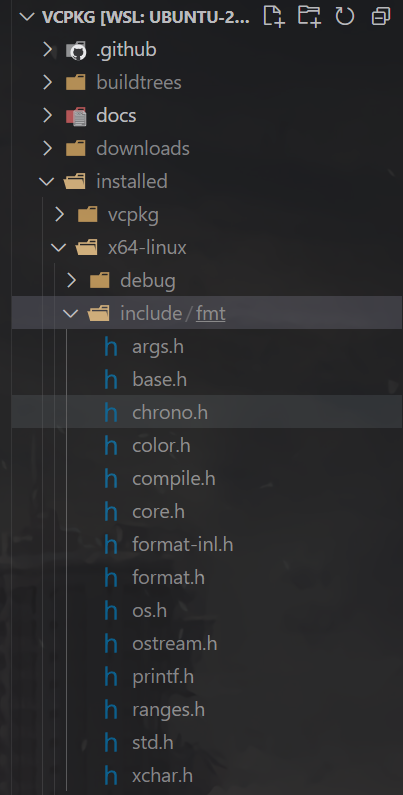 VCPKG [WSL: UBUNTU-2...
.github
buildtrees
docs
downloads
installed
vcpkg
x64-linux
debug
include / fmt
h args.h
h base.h
h chrono.h
h color.h
h compile.h
h core.h
h format-inl.h
h format.h
h os.h
h ostream.h
h printf.h
h ranges.h
h std.h
h xchar.h